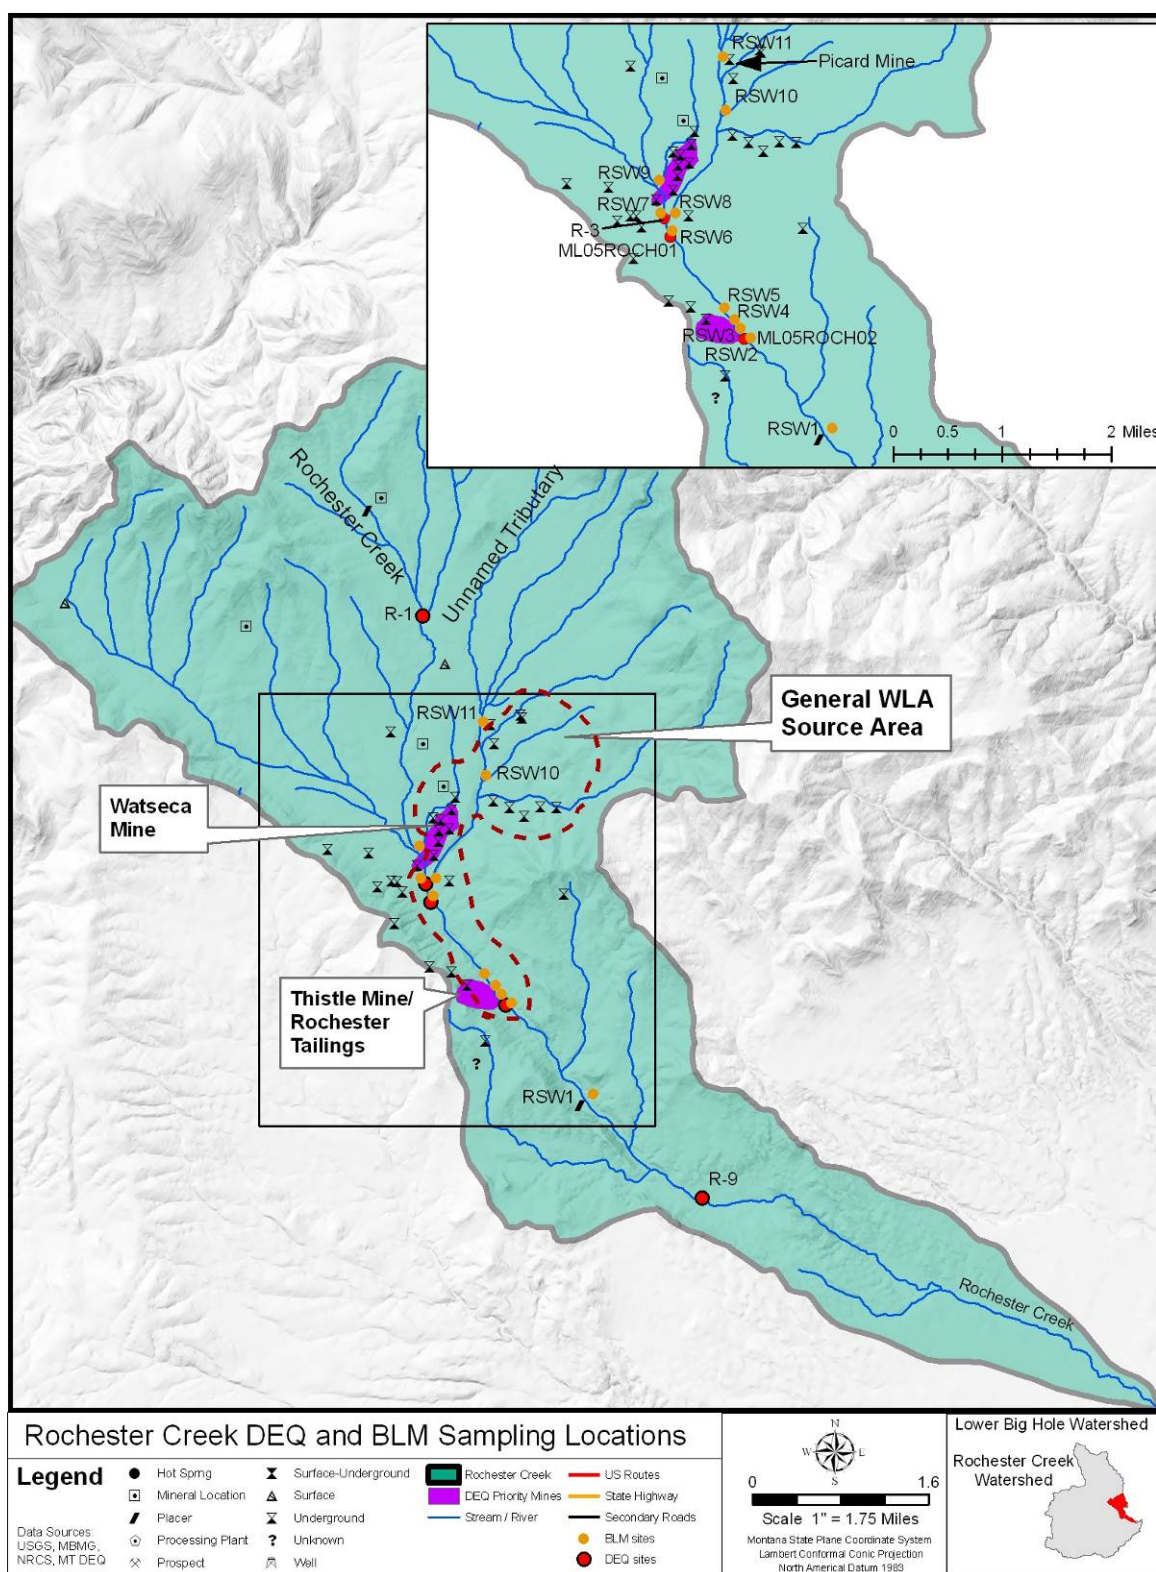 RSW11
Picard Mine
RSW10
RSW9
RSW7
RSW8
R-3
RSW6
ML05ROCH01
RSW5
RSW4
RSW3
ML05ROCH02
RSW2
?
RSW1
0 0.5 1 2 Miles
Rochester Creek
Unnamed Tributary
R-1
General WLA
Source Area
RSW11
RSW10
Watseca
Mine
Thistle Mine/
Rochester
Tailings
?
RSW1
R-9
Rochester Creek
Rochester Creek DEQ and BLM Sampling Locations
Legend
Data Sources:
USGS, MBMG,
NRCS, MT DEQ
Hot Spring
Mineral Location
Placer
Processing Plant
Prospect
Surface-Underground
Surface
Underground
? Unknown
Well
Rochester Creek
DEQ Priority Mines
Stream / River
US Routes
State Highway
Secondary Roads
BLM sites
DEQ sites
N
W E
S
0 1.6
Scale 1" = 1.75 Miles
Montana State Plane Coordinate System
Lambert Conformal Conic Projection
North Americal Datum 1983
Lower Big Hole Watershed
Rochester Creek
Watershed